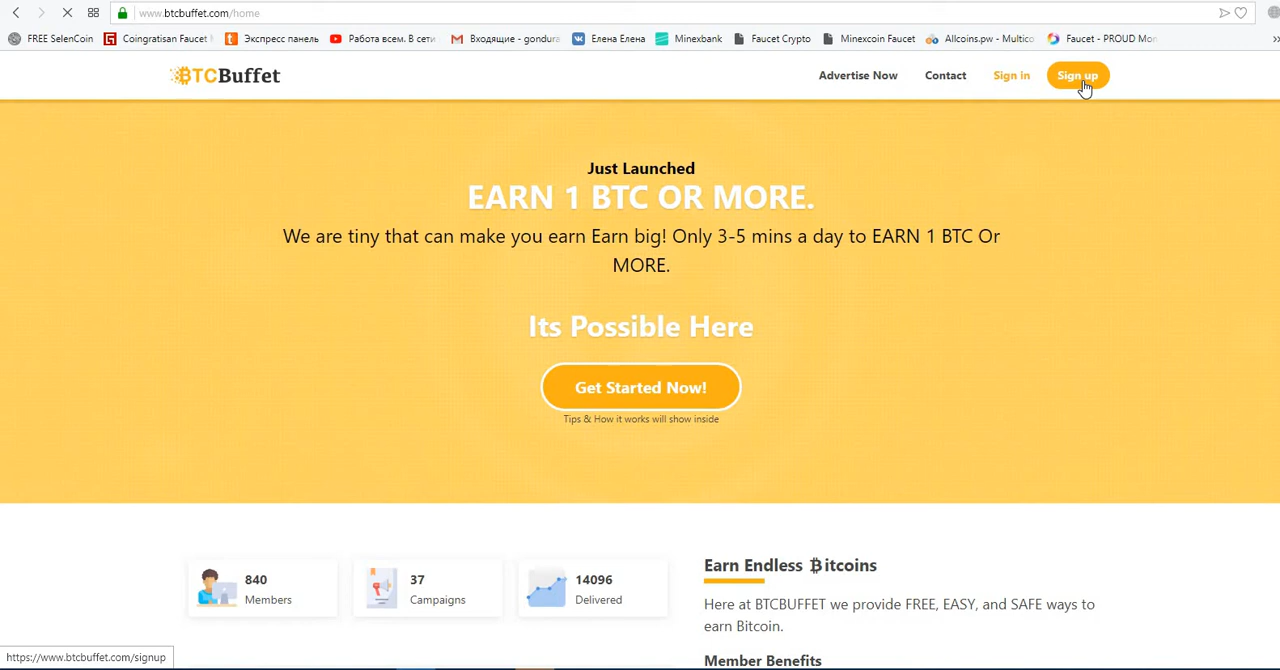 www.btcbuffet.com/home
FREE SelenCoin
Coingratisan Faucet
Экспресс панель
Работа всем. В сети
Входящие - gondura
Елена Елена
Minexbank
Faucet Crypto
Minexcoin Faucet
Allcoins.pw - Multico
Faucet - PROUD Mon
BTCBuffet
Advertise Now
Contact
Sign in
Sign up
Just Launched
EARN 1 BTC OR MORE.
We are tiny that can make you earn Earn big! Only 3-5 mins a day to EARN 1 BTC Or
MORE.
Its Possible Here
Get Started Now!
Tips & How it works will show inside
840
Members
37
Campaigns
14096
Delivered
Earn Endless ₿itcoins
Here at BTCBUFFET we provide FREE, EASY, and SAFE ways to
earn Bitcoin.
Member Benefits
https://www.btcbuffet.com/signup